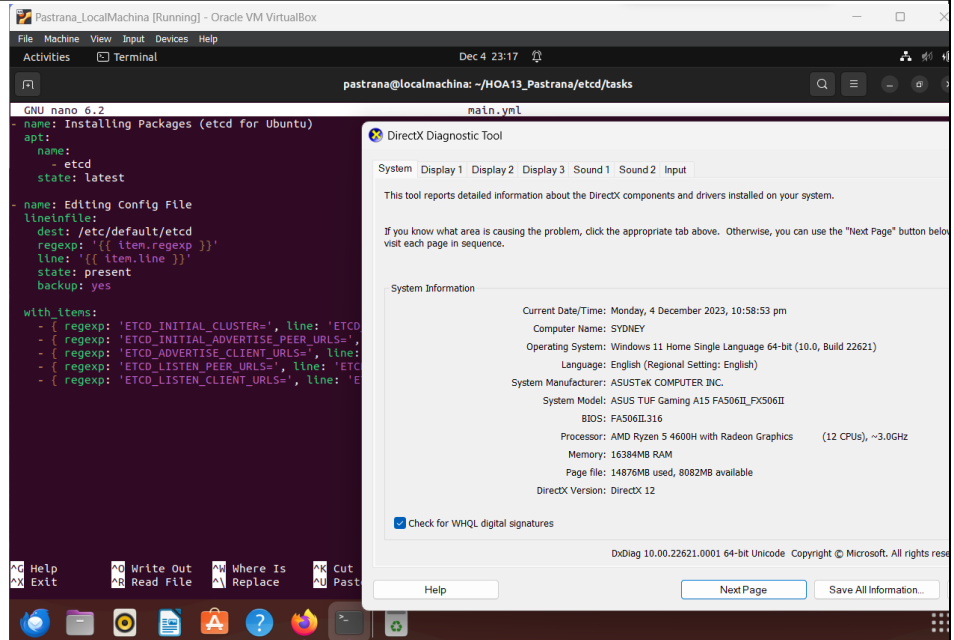 Pastrana_LocalMachina [Running] - Oracle VM VirtualBox
File Machine View Input Devices Help
Activities Terminal Dec 4 23:17
pastrana@localmachina: ~/HOA13_Pastrana/etcd/tasks
GNU nano 6.2 main.yml
- name: Installing Packages (etcd for Ubuntu)
apt:
name:
- etcd
state: latest
- name: Editing Config File
lineinfile:
dest: /etc/default/etcd
regexp: '{{ item.regexp }}'
line: '{{ item.line }}'
state: present
backup: yes
with_items:
- { regexp: 'ETCD_INITIAL_CLUSTER=', line: 'ETCD
- { regexp: 'ETCD_INITIAL_ADVERTISE_PEER_URLS=',
- { regexp: 'ETCD_ADVERTISE_CLIENT_URLS=', line:
- { regexp: 'ETCD_LISTEN_PEER_URLS=', line: 'ETC
- { regexp: 'ETCD_LISTEN_CLIENT_URLS=', line: 'E
^G Help ^O Write Out ^W Where Is ^K Cut
^X Exit ^R Read File ^\ Replace ^U Past
DirectX Diagnostic Tool
System Display 1 Display 2 Display 3 Sound 1 Sound 2 Input
This tool reports detailed information about the DirectX components and drivers installed on your system.
If you know what area is causing the problem, click the appropriate tab above. Otherwise, you can use the "Next Page" button below
visit each page in sequence.
System Information
Current Date/Time: Monday, 4 December 2023, 10:58:53 pm
Computer Name: SYDNEY
Operating System: Windows 11 Home Single Language 64-bit (10.0, Build 22621)
Language: English (Regional Setting: English)
System Manufacturer: ASUSTeK COMPUTER INC.
System Model: ASUS TUF Gaming A15 FA506II_FX506II
BIOS: FA506II.316
Processor: AMD Ryzen 5 4600H with Radeon Graphics (12 CPUs), ~3.0GHz
Memory: 16384MB RAM
Page file: 14876MB used, 8082MB available
DirectX Version: DirectX 12
Check for WHQL digital signatures
DxDiag 10.00.22621.0001 64-bit Unicode Copyright © Microsoft. All rights rese
Help Next Page Save All Information...